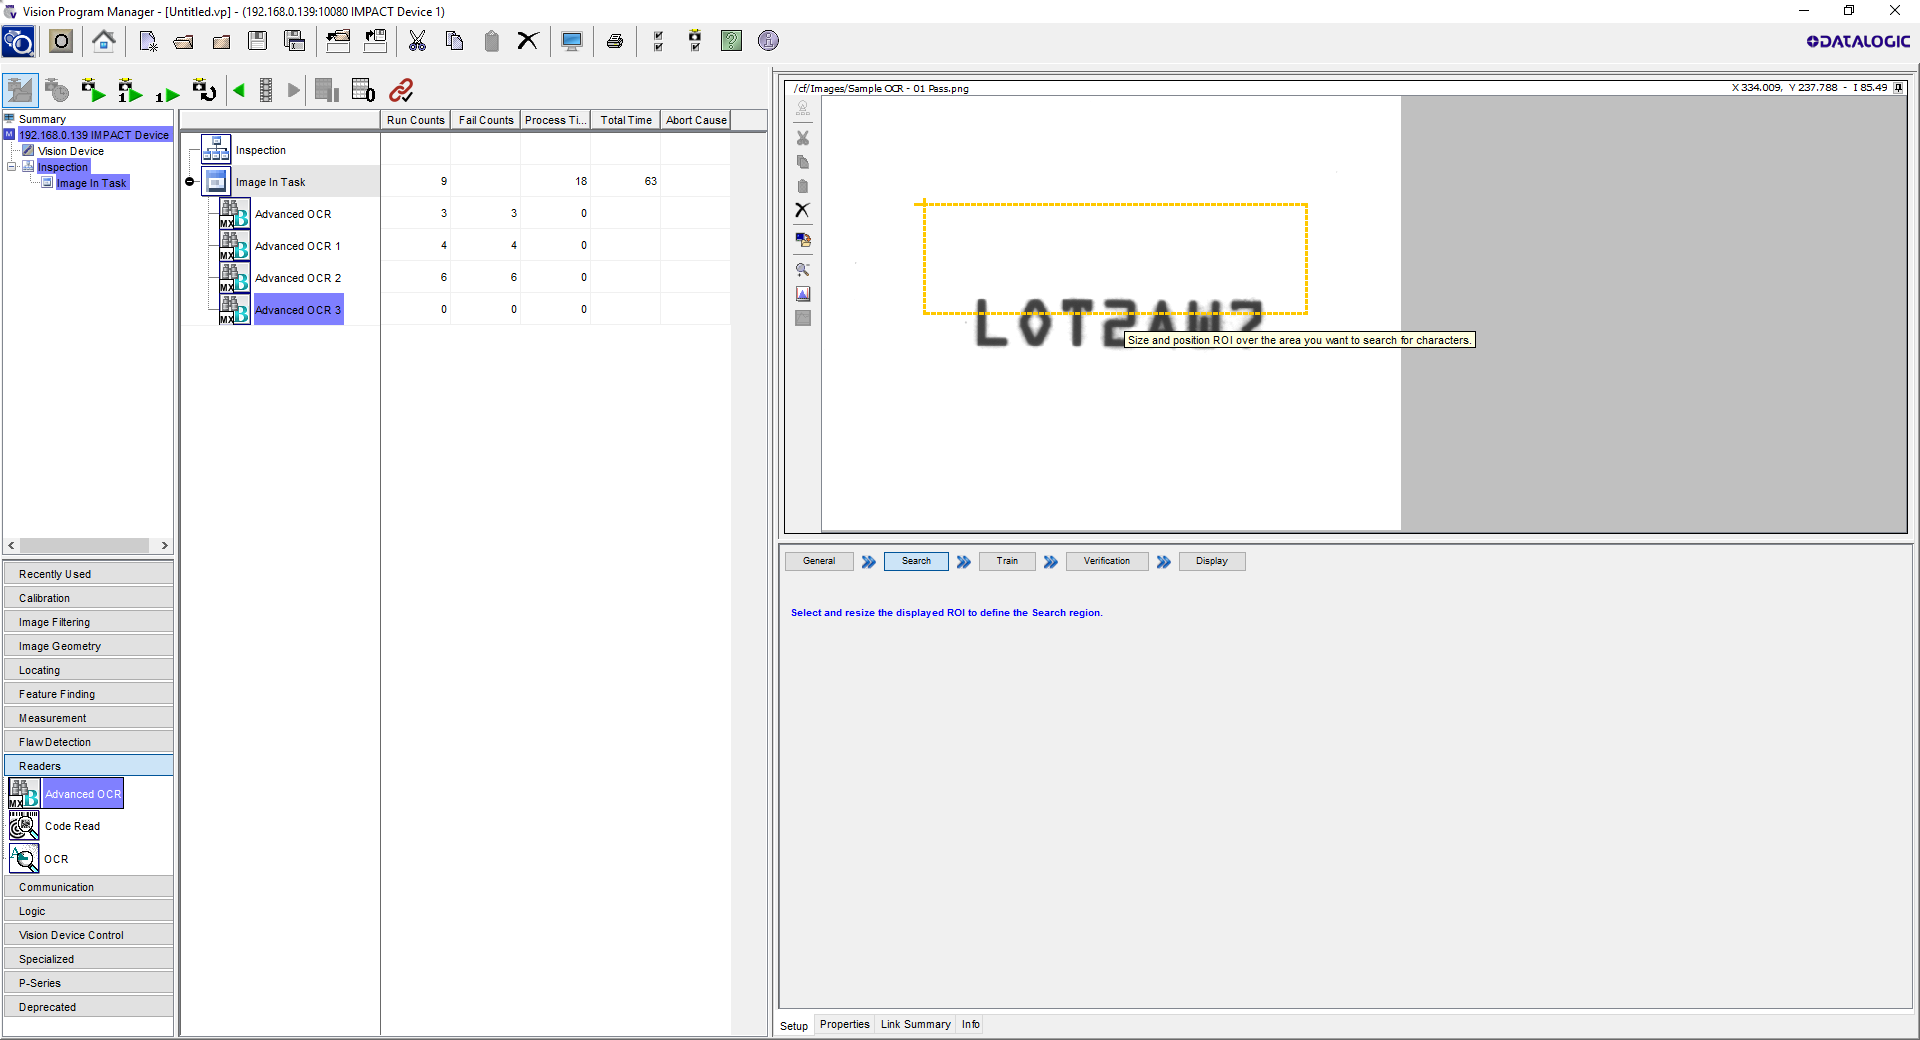 Vision Program Manager - [Untitled.vp] - (192.168.0.139:10080 IMPACT Device 1)
DATALOGIC
Summary
192.168.0.139 IMPACT Device
Vision Device
Inspection
Image In Task
Run Counts Fail Counts Process Ti... Total Time Abort Cause
Inspection
Image In Task 9 18 63
Advanced OCR 3 3 0
Advanced OCR 1 4 4 0
Advanced OCR 2 6 6 0
Advanced OCR 3 0 0 0
/cf/Images/Sample OCR - 01 Pass.png X 334.009, Y 237.788 - I 85.49
Size and position ROI over the area you want to search for characters.
General Search Train Verification Display
Select and resize the displayed ROI to define the Search region.
Recently Used
Calibration
Image Filtering
Image Geometry
Locating
Feature Finding
Measurement
Flaw Detection
Readers
Advanced OCR
Code Read
OCR
Communication
Logic
Vision Device Control
Specialized
P-Series
Deprecated
Setup Properties Link Summary Info